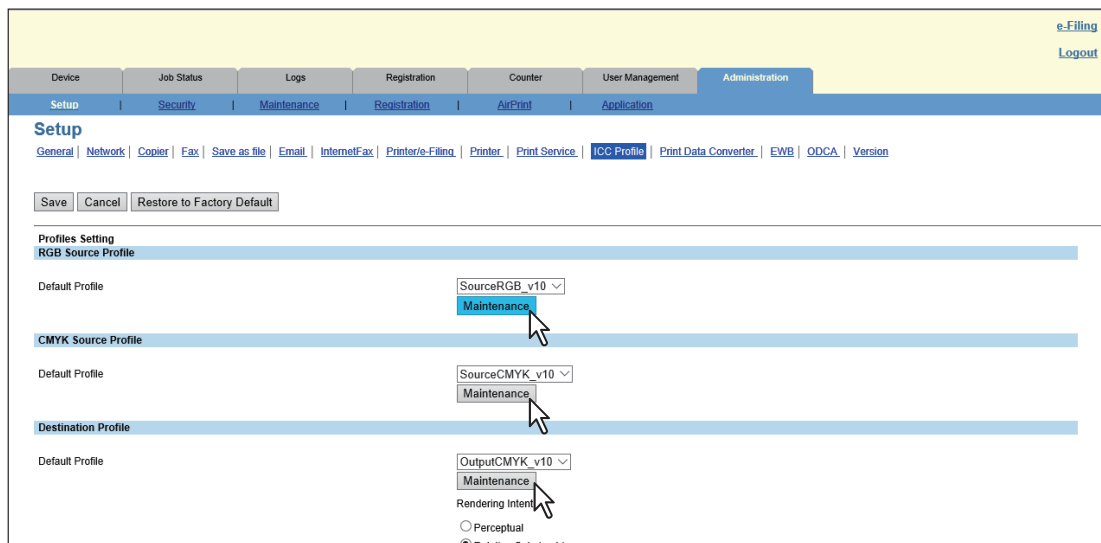 e-Filing
Logout
Device Job Status Logs Registration Counter User Management Administration
Setup | Security | Maintenance | Registration | AirPrint | Application
Setup
General | Network | Copier | Fax | Save as file | Email | InternetFax | Printer/e-Filing | Printer | Print Service | ICC Profile | Print Data Converter | EWB | ODCA | Version
Save Cancel Restore to Factory Default
Profiles Setting
RGB Source Profile
Default Profile SourceRGB_v10
Maintenance
CMYK Source Profile
Default Profile SourceCMYK_v10
Maintenance
Destination Profile
Default Profile OutputCMYK_v10
Maintenance
Rendering Intent
Perceptual